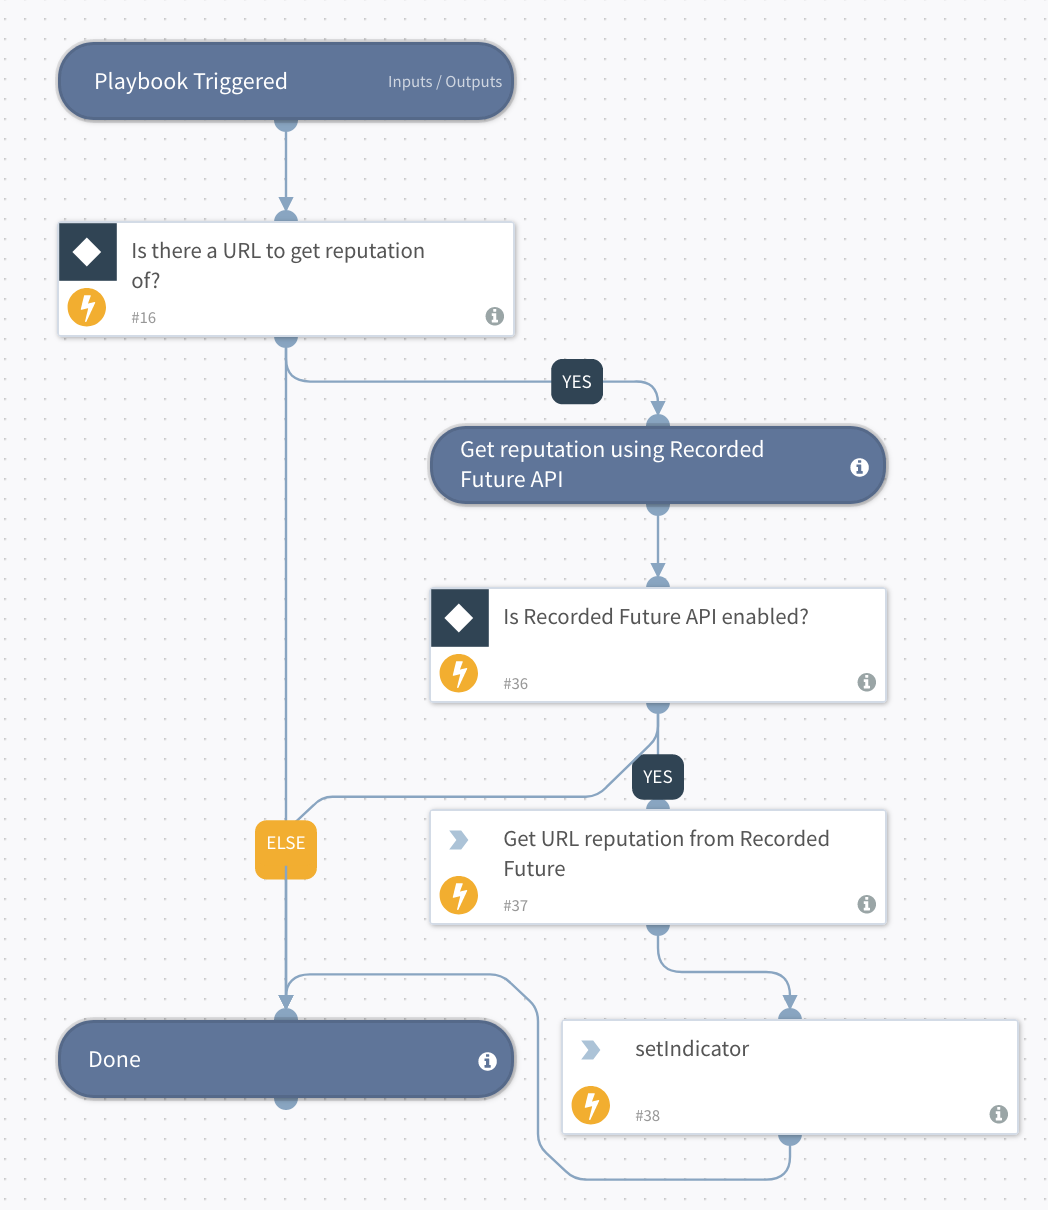 Playbook Triggered
Inputs / Outputs
Is there a URL to get reputation
of?
#16
YES
Get reputation using Recorded
Future API
Is Recorded Future API enabled?
#36
YES
ELSE
Get URL reputation from Recorded
Future
#37
Done
setIndicator
#38